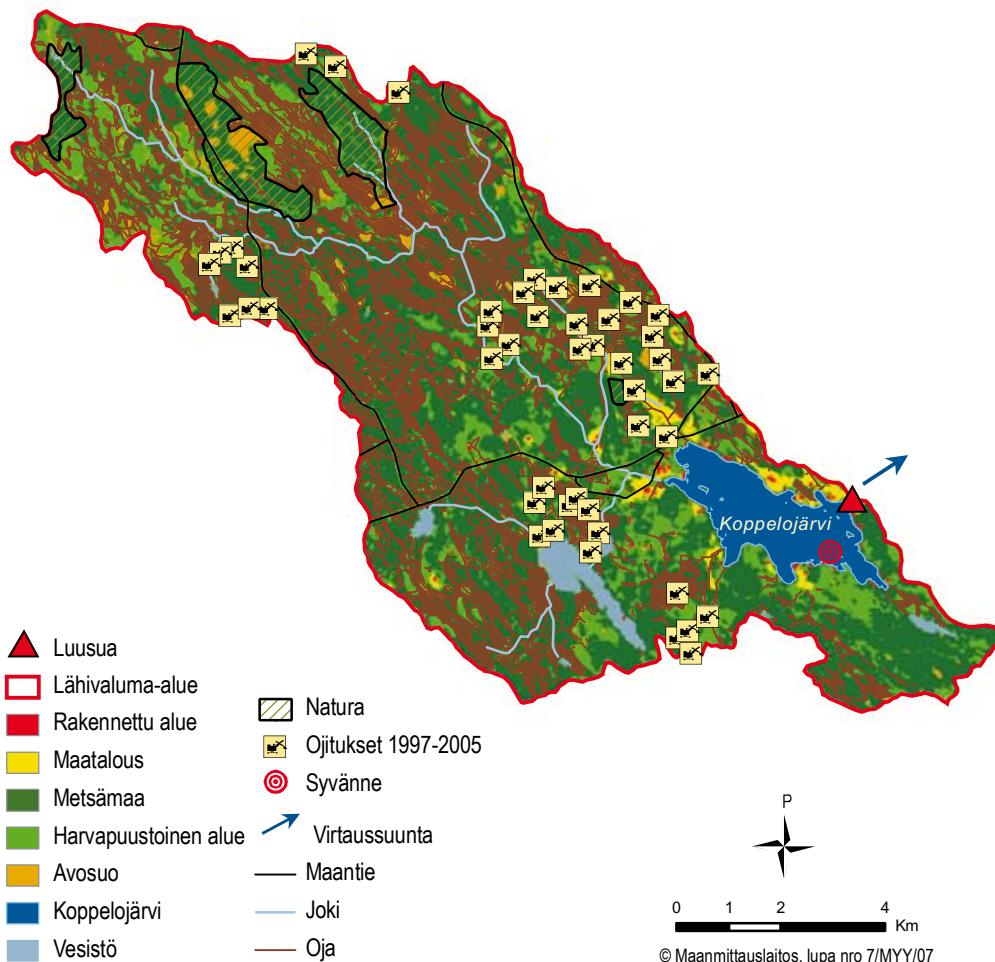 Koppelojärvi
Luusua
Lähivaluma-alue
Rakennettu alue
Maatalous
Metsämaa
Harvapuustoinen alue
Avosuo
Koppelojärvi
Vesistö
Natura
Ojitukset 1997-2005
Syvänne
Virtaussuunta
Maantie
Joki
Oja
P
0 1 2 4
Km
© Maanmittauslaitos, lupa nro 7/MYY/07